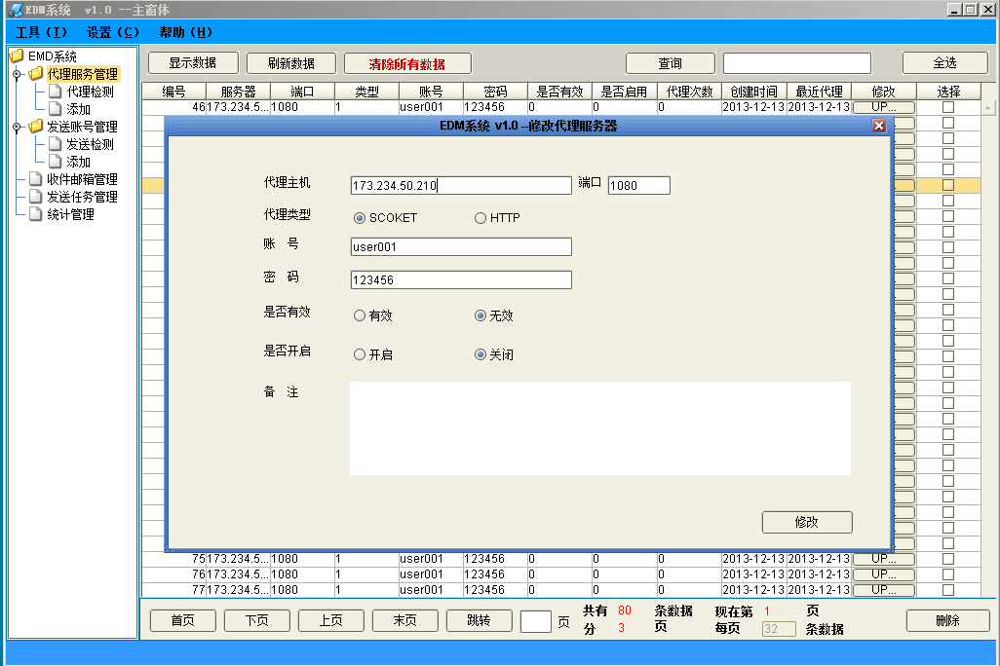 EDM系统 v1.0 --主窗体
工具 (I) 设置 (C) 帮助 (H)
EMD系统
代理服务管理
代理检测
添加
发送账号管理
发送检测
添加
收件邮箱管理
发送任务管理
统计管理
显示数据 刷新数据 清除所有数据 查询 全选
编号 服务器 端口 类型 账号 密码 是否有效 是否启用 代理次数 创建时间 最近代理 修改 选择
46 173.234.5... 1080 1 user001 123456 0 0 0 2013-12-13 2013-12-13 UP...
EDM系统 v1.0 --修改代理服务器
代理主机 173.234.50.210 端口 1080
代理类型 SCOKET HTTP
账 号 user001
密 码 123456
是否有效 有效 无效
是否开启 开启 关闭
备 注
修改
75 173.234.5... 1080 1 user001 123456 0 0 0 2013-12-13 2013-12-13 UP...
76 173.234.5... 1080 1 user001 123456 0 0 0 2013-12-13 2013-12-13 UP...
77 173.234.5... 1080 1 user001 123456 0 0 0 2013-12-13 2013-12-13 UP...
首页 下页 上页 末页 跳转 页 删除
共有 80 条数据 现在第 1 页
分 3 页 每页 32 条数据